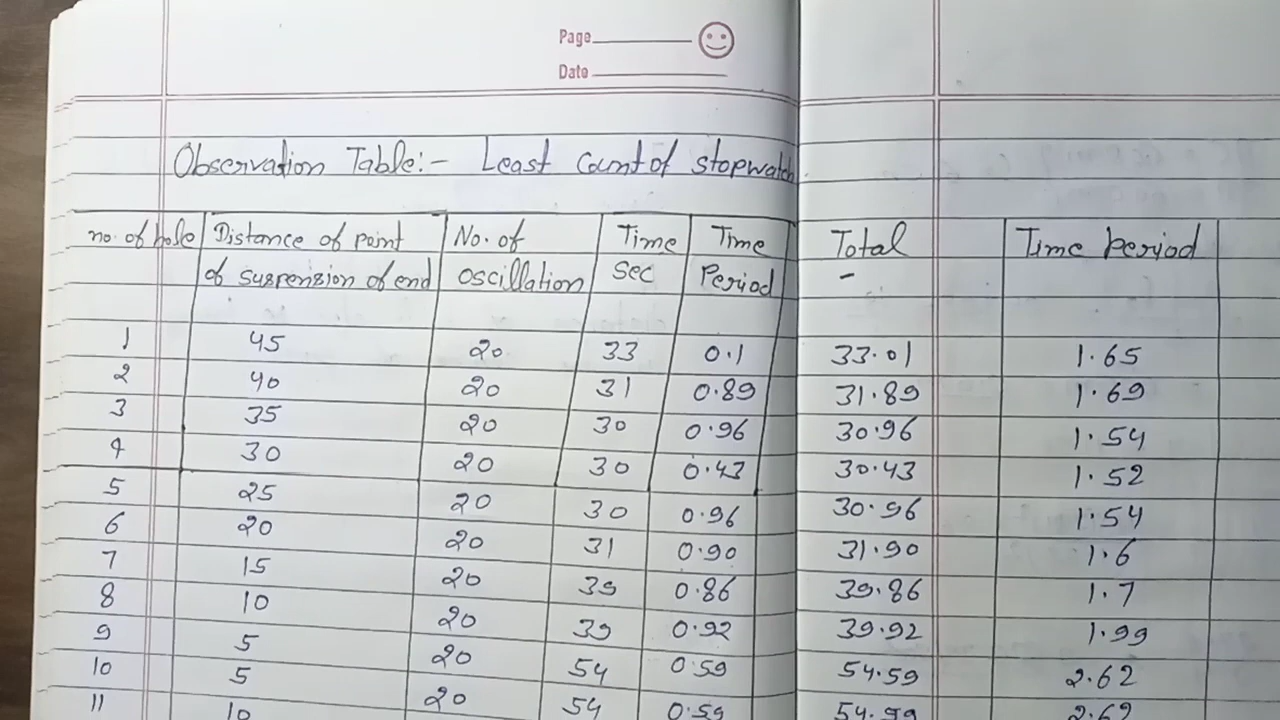 Page
Date
Observation Table:- Least Count of stopwatch
no. of hole Distance of point of suspension of end No. of oscillation Time Sec Time Period Total - Time Period
1 45 20 33 0.1 33.01 1.65
2 40 20 31 0.89 31.89 1.69
3 35 20 30 0.96 30.96 1.54
4 30 20 30 0.43 30.43 1.52
5 25 20 30 0.96 30.96 1.54
6 20 20 31 0.90 31.90 1.6
7 15 20 39 0.86 39.86 1.7
8 10 20 39 0.92 39.92 1.99
9 5 20 54 0.59 54.59 2.62
10 5 20 54 0.59 54.59 2.62
11 10